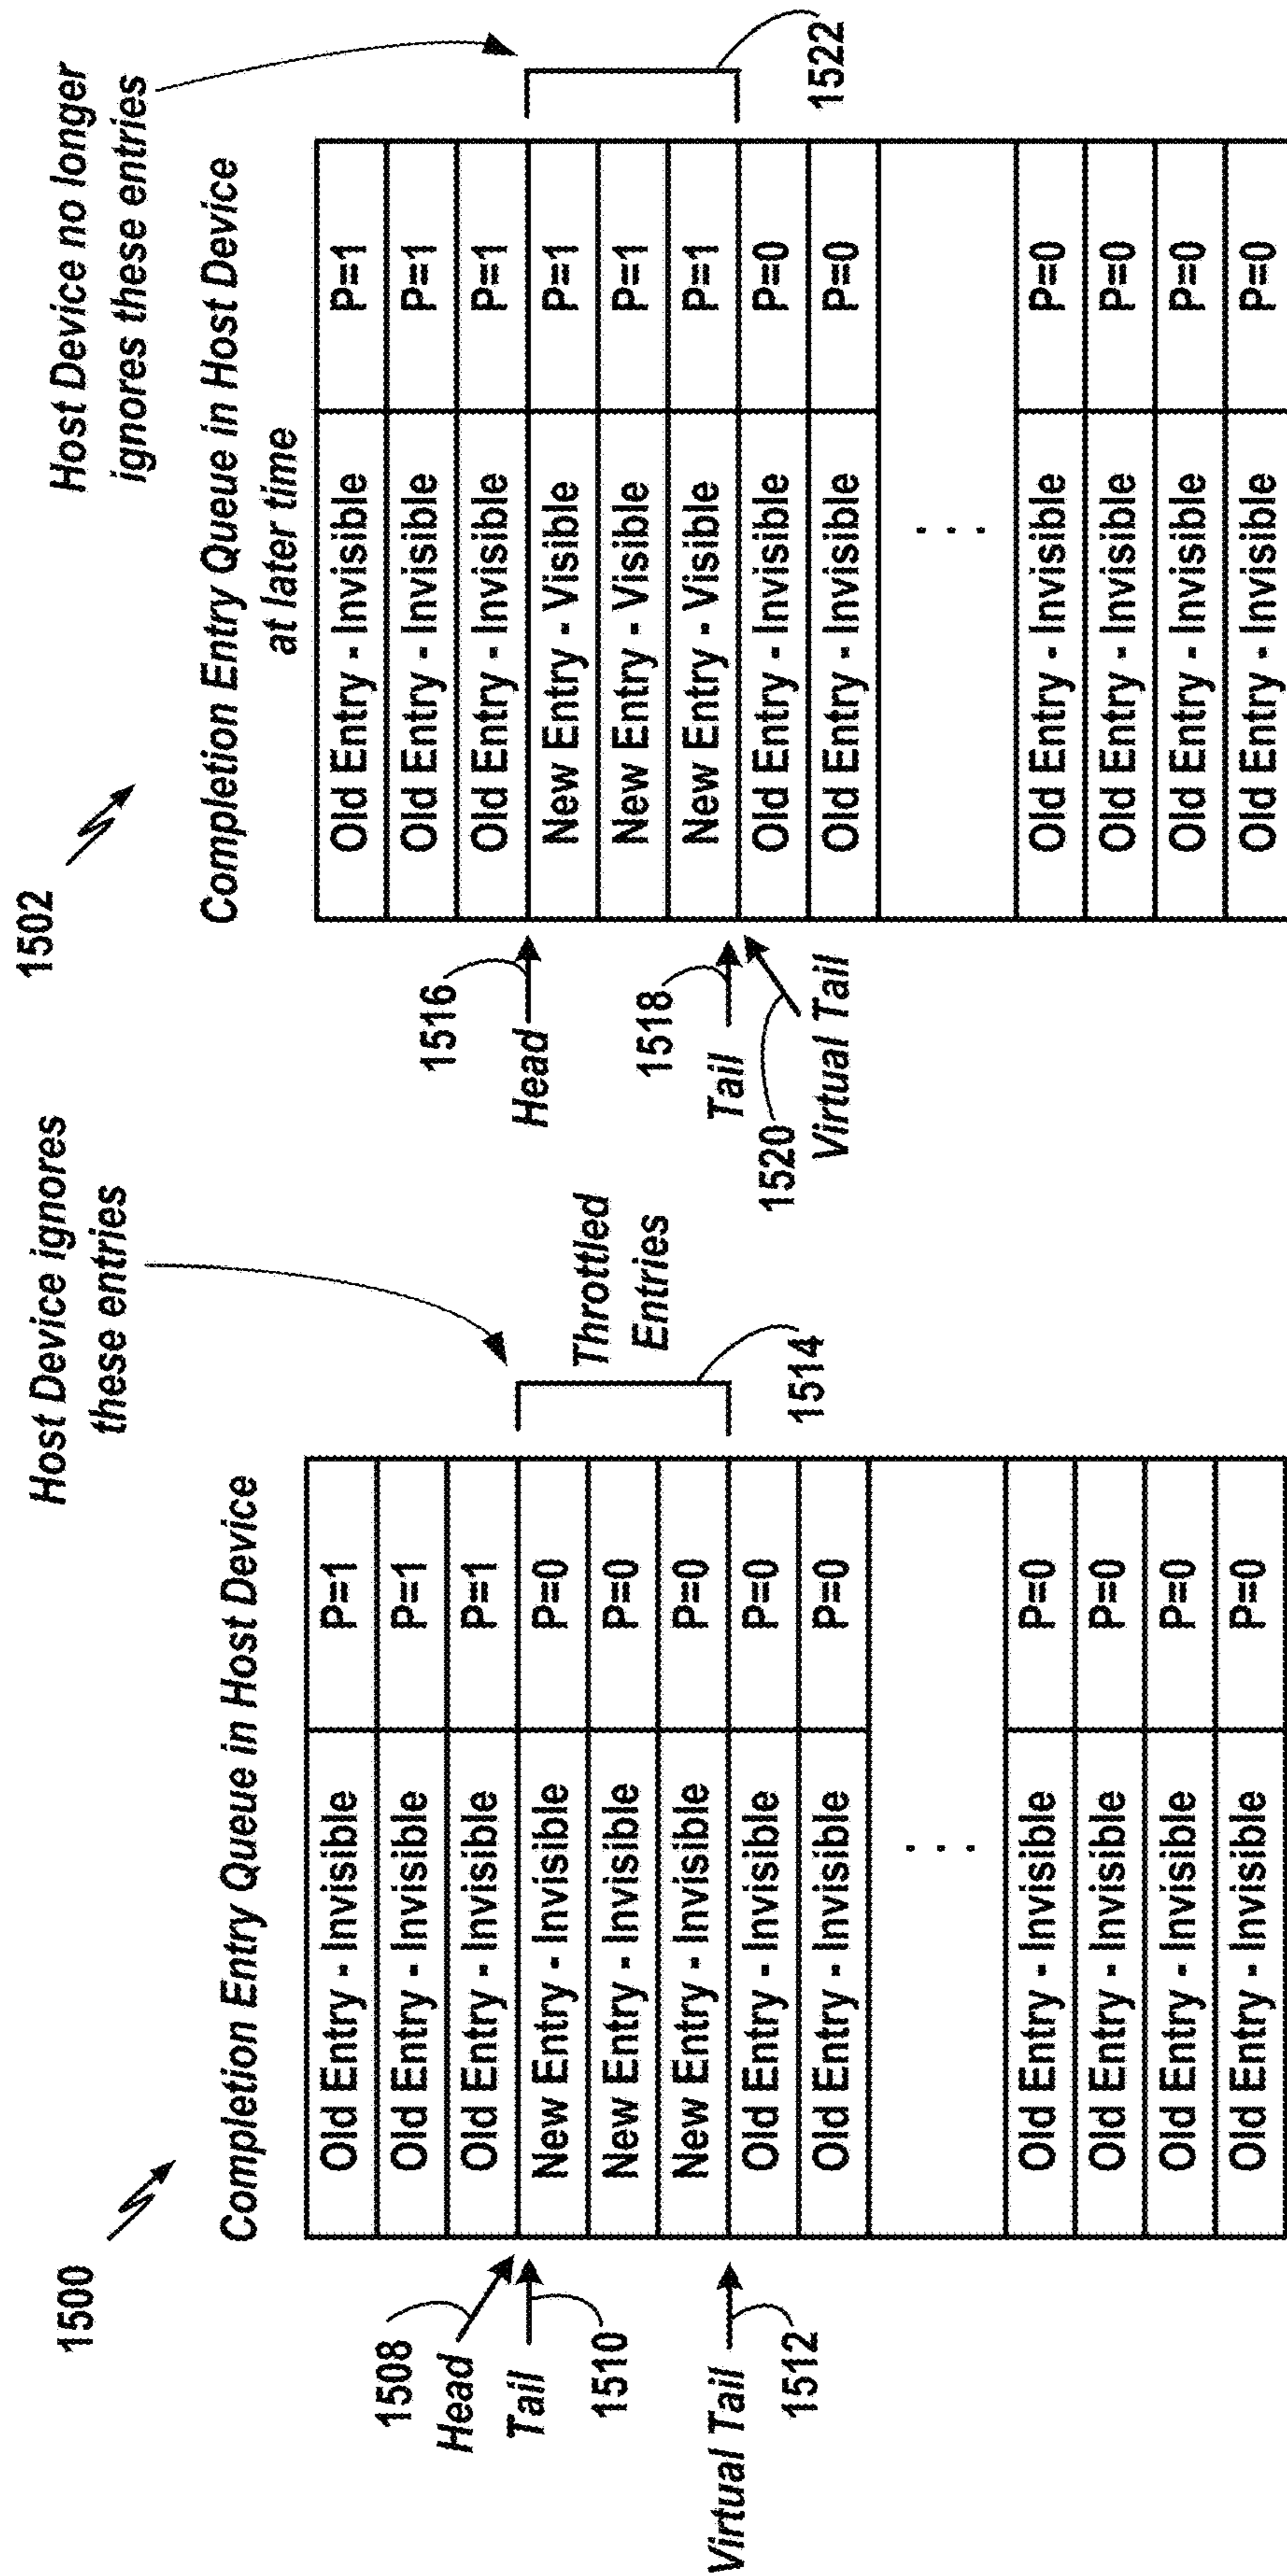 1500
Completion Entry Queue in Host Device
Host Device ignores
these entries
1508
Head
Tail
1510
Virtual Tail
1512
Old Entry - Invisible P=1
Old Entry - Invisible P=1
Old Entry - Invisible P=1
New Entry - Invisible P=0
New Entry - Invisible P=0
New Entry - Invisible P=0
Old Entry - Invisible P=0
Old Entry - Invisible P=0
. . .
Old Entry - Invisible P=0
Old Entry - Invisible P=0
Old Entry - Invisible P=0
Old Entry - Invisible P=0
Throttled
Entries
1514
1502
Completion Entry Queue in Host Device
at later time
Host Device no longer
ignores these entries
1516
Head
1518
Tail
1520
Virtual Tail
Old Entry - Invisible P=1
Old Entry - Invisible P=1
Old Entry - Invisible P=1
New Entry - Visible P=1
New Entry - Visible P=1
New Entry - Visible P=1
Old Entry - Invisible P=0
Old Entry - Invisible P=0
. . .
Old Entry - Invisible P=0
Old Entry - Invisible P=0
Old Entry - Invisible P=0
Old Entry - Invisible P=0
1522